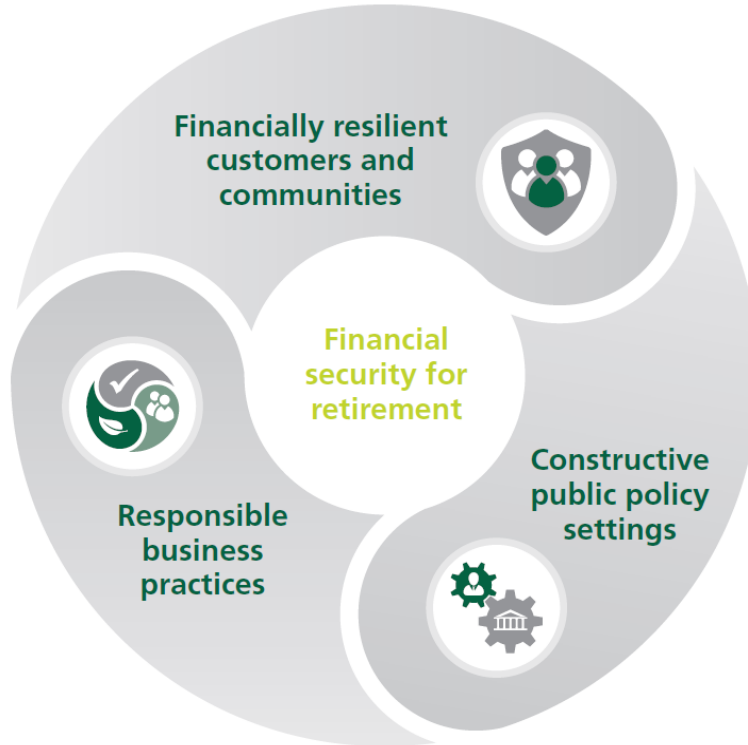 Financially resilient
customers and
communities
Financial
security for
retirement
Constructive
public policy
settings
Responsible
business
practices